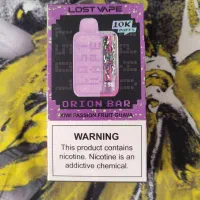 LOST VAPE
10K
PUFFS
ORION BAR
KIWI PASSION FRUIT GUAVA
WARNING
This product contains
nicotine. Nicotine is an
addictive chemical.